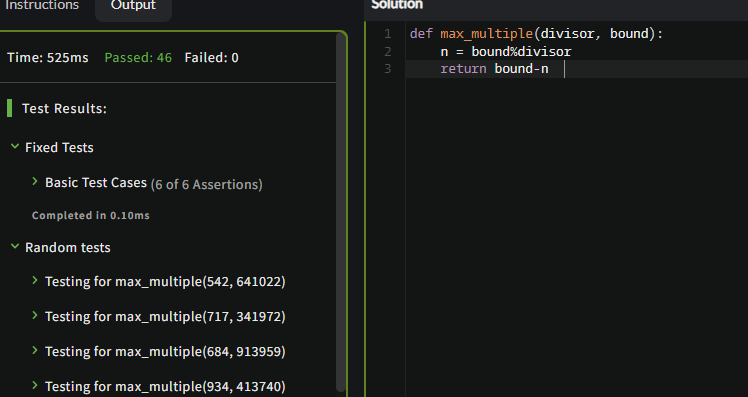 Instructions
Output
Time: 525ms Passed: 46 Failed: 0
Test Results:
Fixed Tests
Basic Test Cases (6 of 6 Assertions)
Completed in 0.10ms
Random tests
Testing for max_multiple(542, 641022)
Testing for max_multiple(717, 341972)
Testing for max_multiple(684, 913959)
Testing for max_multiple(934, 413740)
Solution
1 def max_multiple(divisor, bound):
2     n = bound%divisor
3     return bound-n